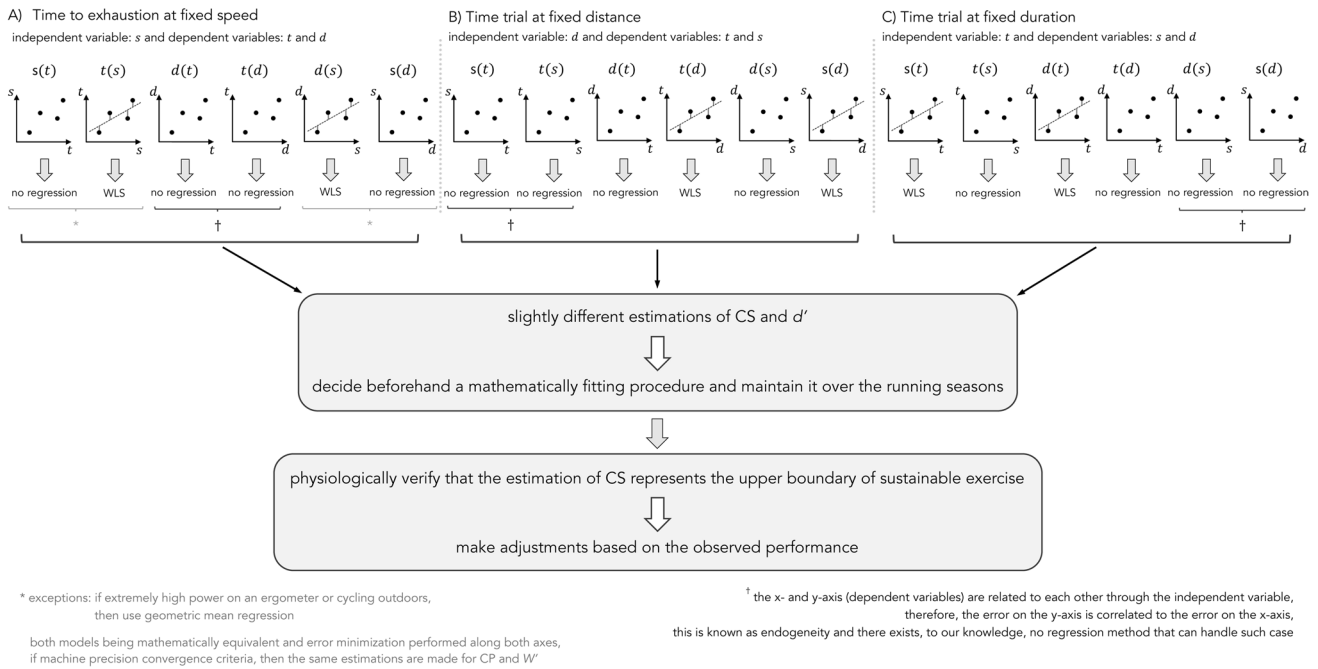 A) Time to exhaustion at fixed speed
independent variable: s and dependent variables: t and d
s(t) t(s) d(t) t(d) d(s) s(d)
s t d t d s
t s t d s d
no regression WLS no regression no regression WLS no regression
* † *
B) Time trial at fixed distance
independent variable: d and dependent variables: t and s
s(t) t(s) d(t) t(d) d(s) s(d)
s t d t d s
t s t d s d
no regression no regression no regression WLS no regression WLS
†
C) Time trial at fixed duration
independent variable: t and dependent variables: s and d
s(t) t(s) d(t) t(d) d(s) s(d)
s t d d d s
t s t t s d
WLS no regression WLS no regression no regression no regression
†
slightly different estimations of CS and d′
decide beforehand a mathematically fitting procedure and maintain it over the running seasons
physiologically verify that the estimation of CS represents the upper boundary of sustainable exercise
make adjustments based on the observed performance
* exceptions: if extremely high power on an ergometer or cycling outdoors,
then use geometric mean regression
both models being mathematically equivalent and error minimization performed along both axes,
if machine precision convergence criteria, then the same estimations are made for CP and W′
† the x- and y-axis (dependent variables) are related to each other through the independent variable,
therefore, the error on the y-axis is correlated to the error on the x-axis,
this is known as endogeneity and there exists, to our knowledge, no regression method that can handle such case